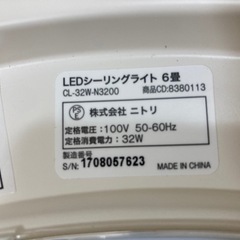 LEDシーリングライト 6畳
CL-32W-N3200 商品CD:8380113
株式会社 ニトリ
定格電圧:100V 50-60Hz
定格消費電力:32W
製造番号
S/N: 1708057623
MADE IN CHINA